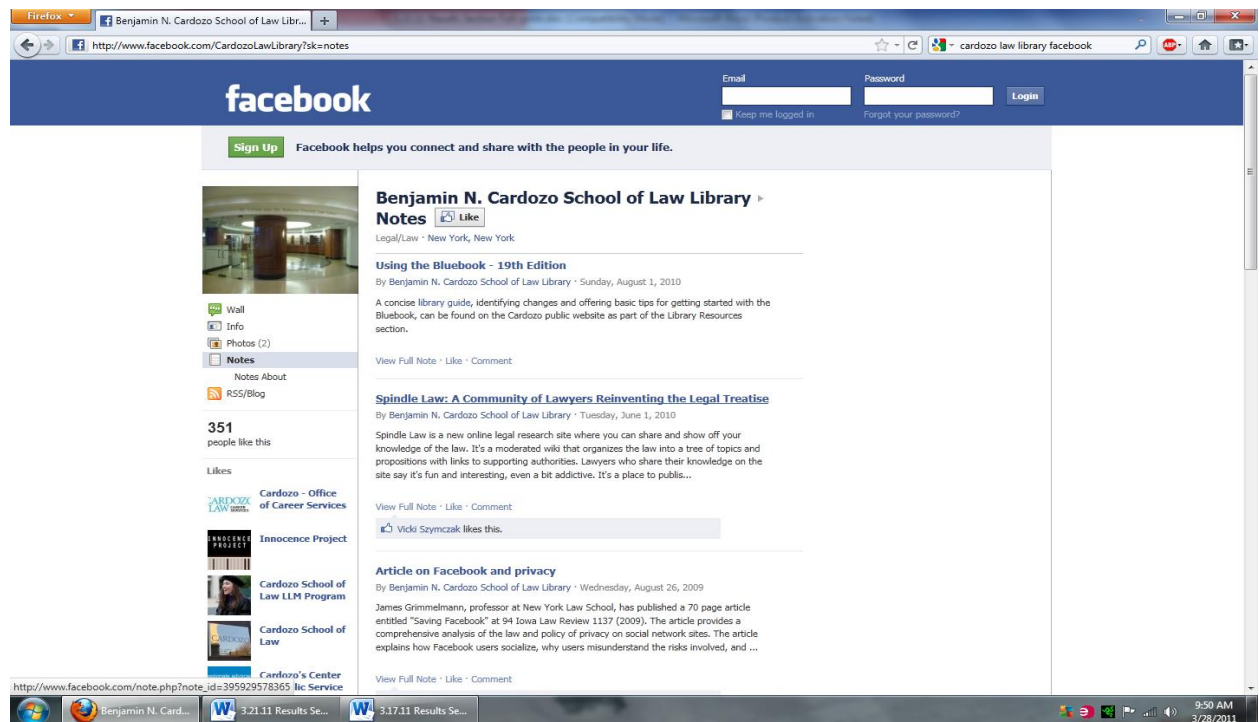 Firefox
Benjamin N. Cardozo School of Law Libr...
http://www.facebook.com/CardozoLawLibrary?sk=notes
cardozo law library facebook
ABP
facebook
Email
Password
Login
Keep me logged in
Forgot your password?
Sign Up
Facebook helps you connect and share with the people in your life.
Wall
Info
Photos (2)
Notes
Notes About
RSS/Blog
351
people like this
Likes
CARDOZO LAW
Cardozo - Office
of Career Services
INNOCENCE
PROJECT
Innocence Project
Cardozo School of
Law LLM Program
CARDOZO
Cardozo School of
Law
Cardozo's Center
lic Service
Benjamin N. Cardozo School of Law Library
Notes Like
Legal/Law · New York, New York
Using the Bluebook - 19th Edition
By Benjamin N. Cardozo School of Law Library · Sunday, August 1, 2010
A concise library guide, identifying changes and offering basic tips for getting started with the
Bluebook, can be found on the Cardozo public website as part of the Library Resources
section.
View Full Note · Like · Comment
Spindle Law: A Community of Lawyers Reinventing the Legal Treatise
By Benjamin N. Cardozo School of Law Library · Tuesday, June 1, 2010
Spindle Law is a new online legal research site where you can share and show off your
knowledge of the law. It's a moderated wiki that organizes the law into a tree of topics and
propositions with links to supporting authorities. Lawyers who share their knowledge on the
site say it's fun and interesting, even a bit addictive. It's a place to publis...
View Full Note · Like · Comment
Vicki Szymczak likes this.
Article on Facebook and privacy
By Benjamin N. Cardozo School of Law Library · Wednesday, August 26, 2009
James Grimmelmann, professor at New York Law School, has published a 70 page article
entitled "Saving Facebook" at 94 Iowa Law Review 1137 (2009). The article provides a
comprehensive analysis of the law and policy of privacy on social network sites. The article
explains how Facebook users socialize, why users misunderstand the risks involved, and ...
View Full Note · Like · Comment
http://www.facebook.com/note.php?note_id=395929578365
Benjamin N. Card...
3.21.11 Results Se...
3.17.11 Results Se...
9:50 AM
3/28/2011